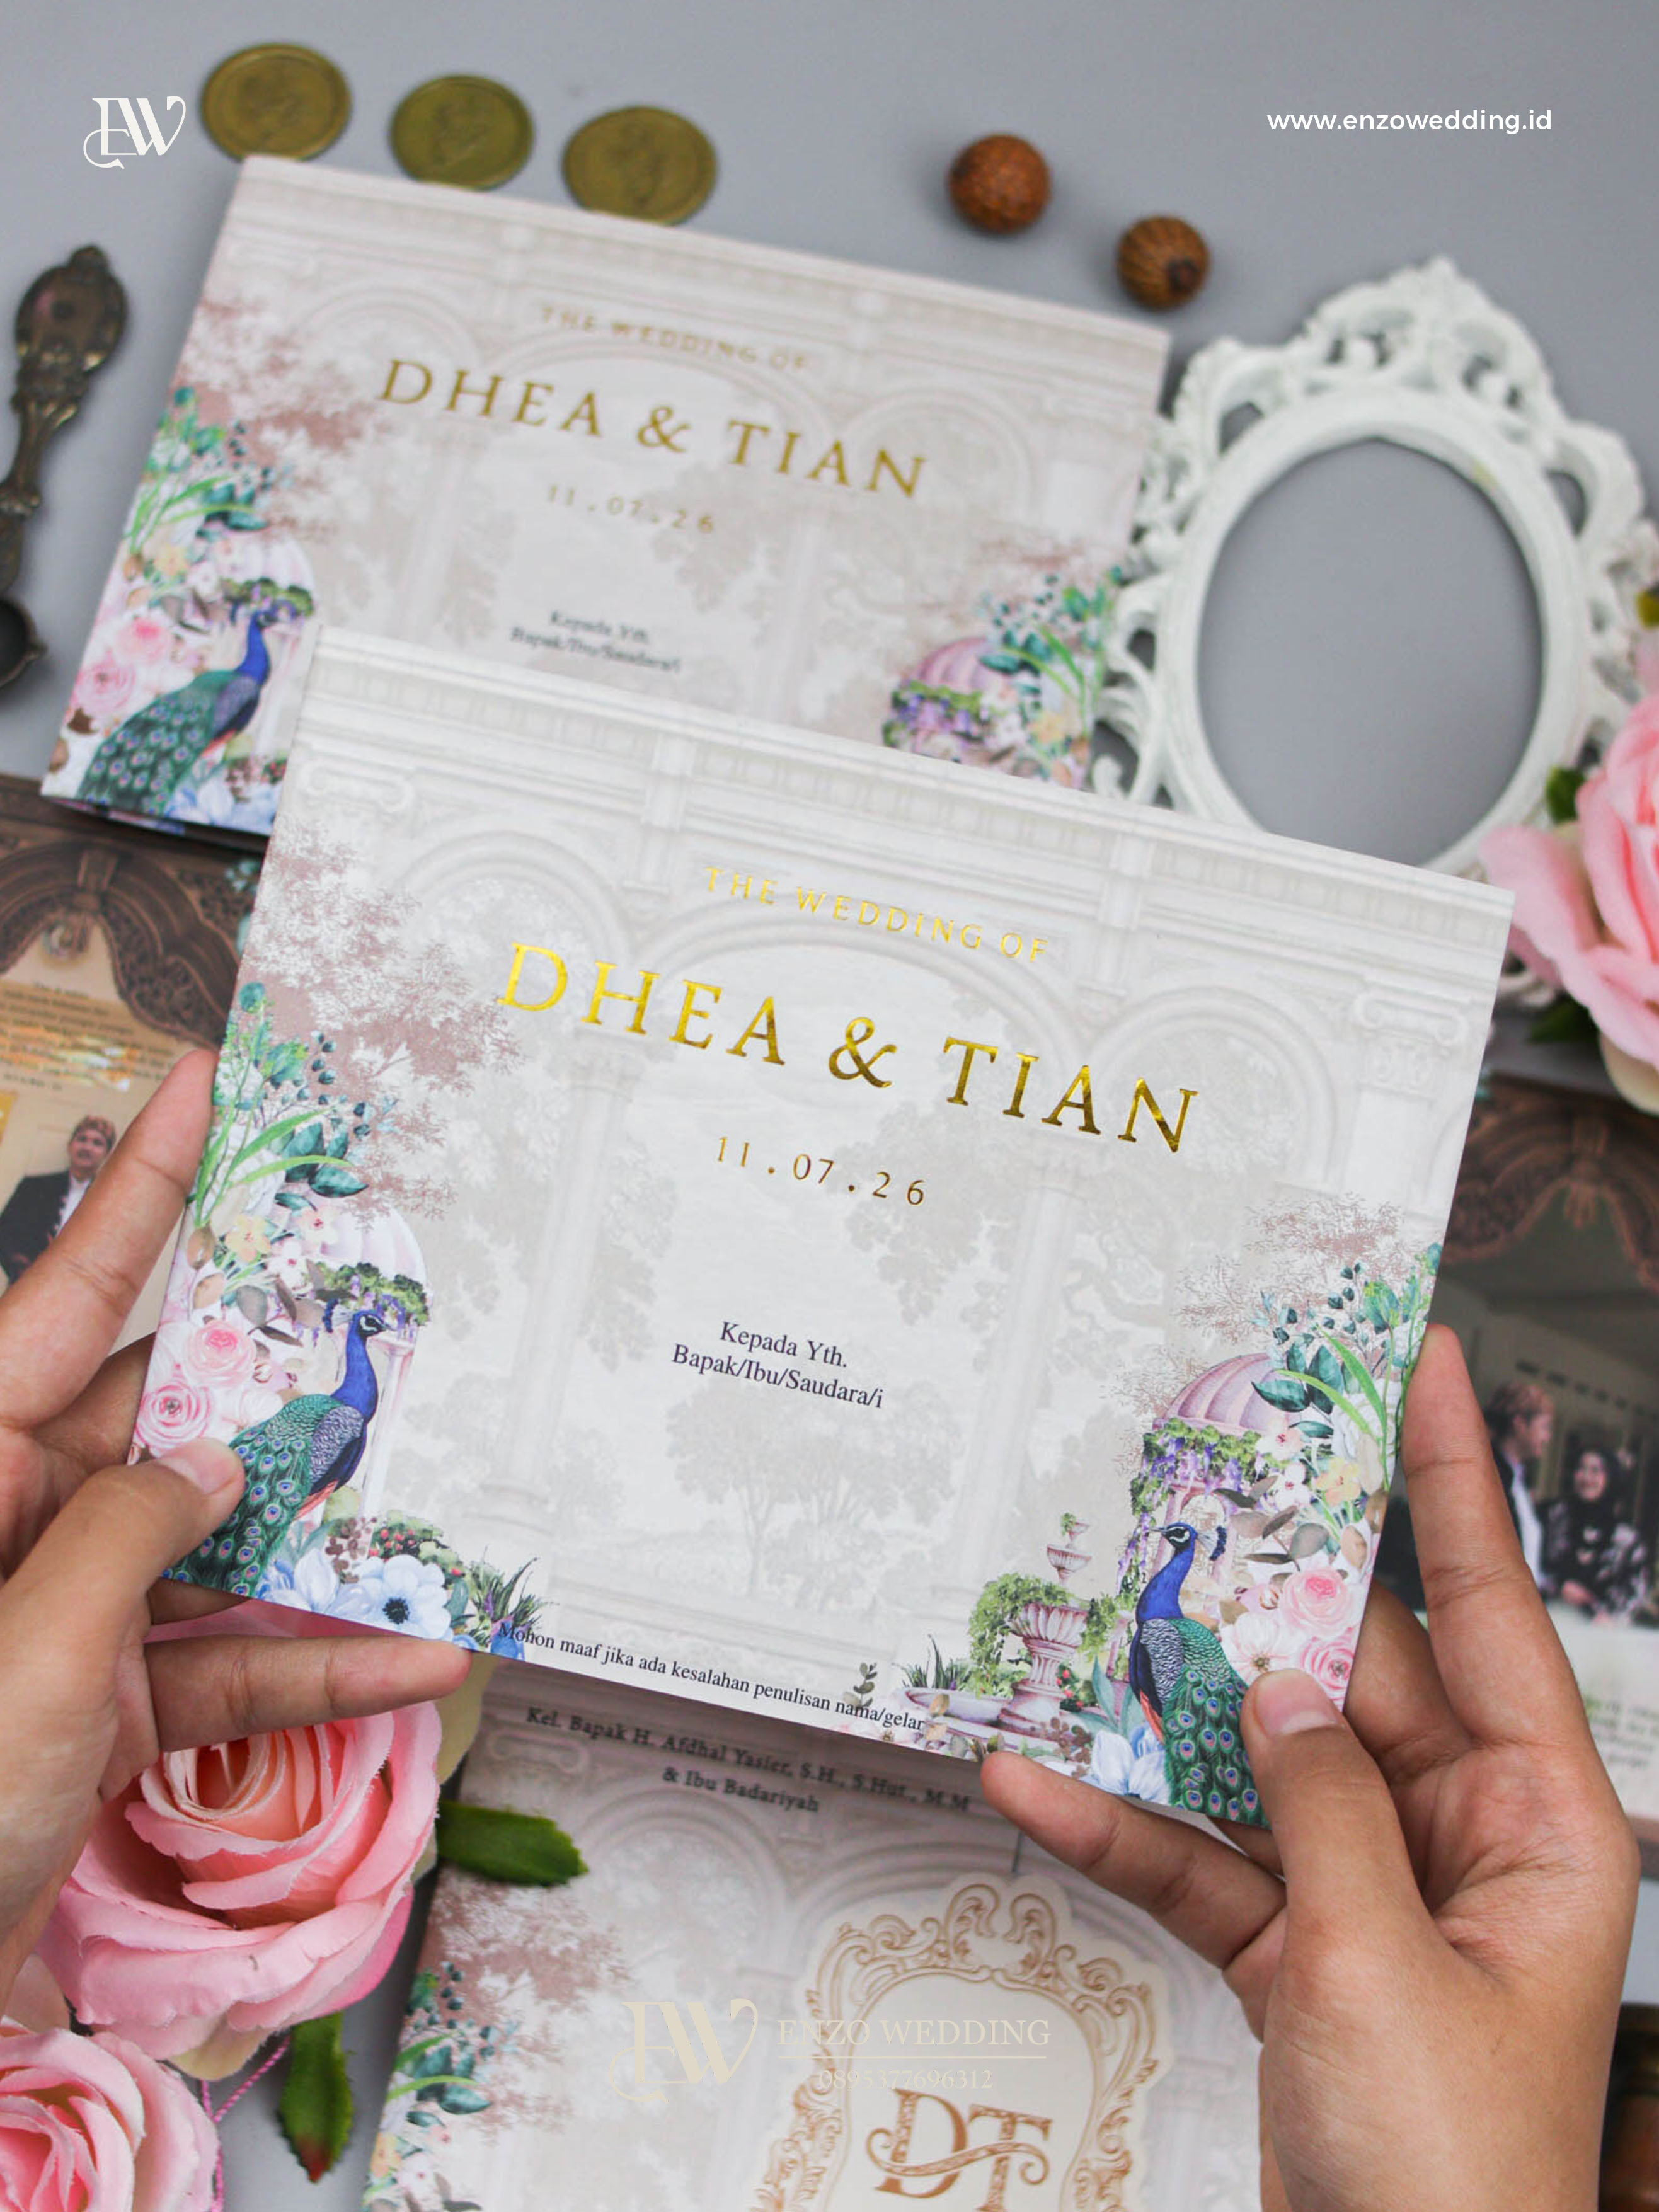 EW
www.enzowedding.id
THE WEDDING OF
DHEA & TIAN
11.07.26
Kepada Yth.
Bapak/Ibu/Saudara/i
THE WEDDING OF
DHEA & TIAN
11.07.26
Kepada Yth.
Bapak/Ibu/Saudara/i
Mohon maaf jika ada kesalahan penulisan nama/gelar
Kel. Bapak H. Afdhal Yasier, S.H., S.Hut., M.M
& Ibu Badariyah
EW ENZO WEDDING
0895377696312
DT